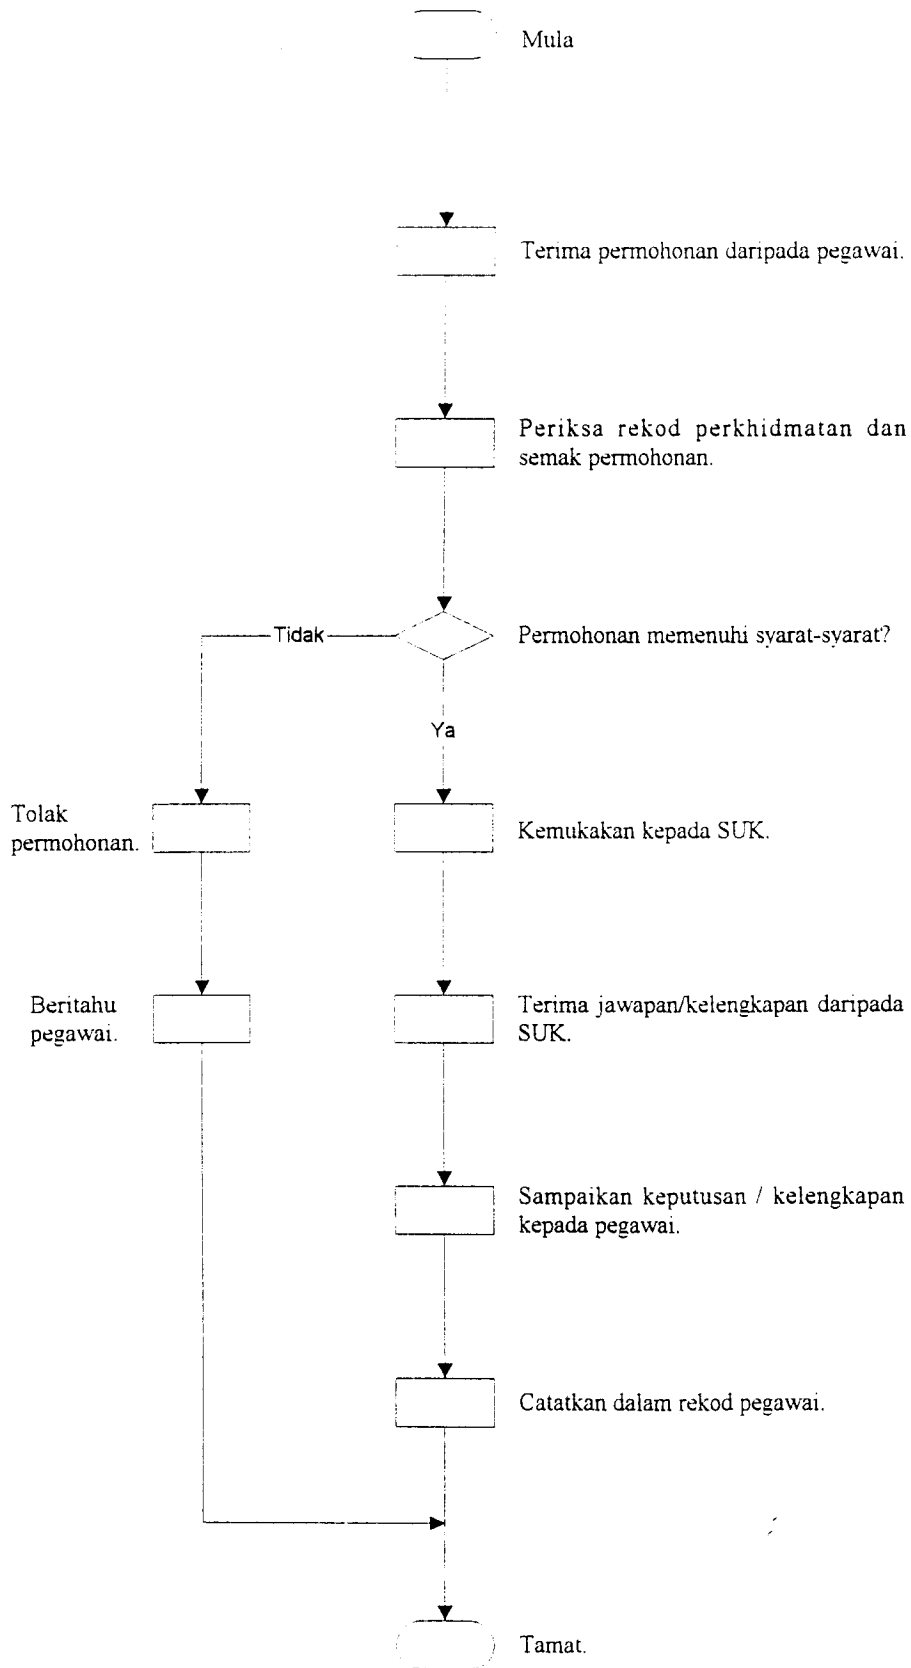 Mula
Terima permohonan daripada pegawai.
Periksa rekod perkhidmatan dan
semak permohonan.
Tidak
Permohonan memenuhi syarat-syarat?
Ya
Tolak
permohonan.
Kemukakan kepada SUK.
Beritahu
pegawai.
Terima jawapan/kelengkapan daripada
SUK.
Sampaikan keputusan / kelengkapan
kepada pegawai.
Catatkan dalam rekod pegawai.
Tamat.